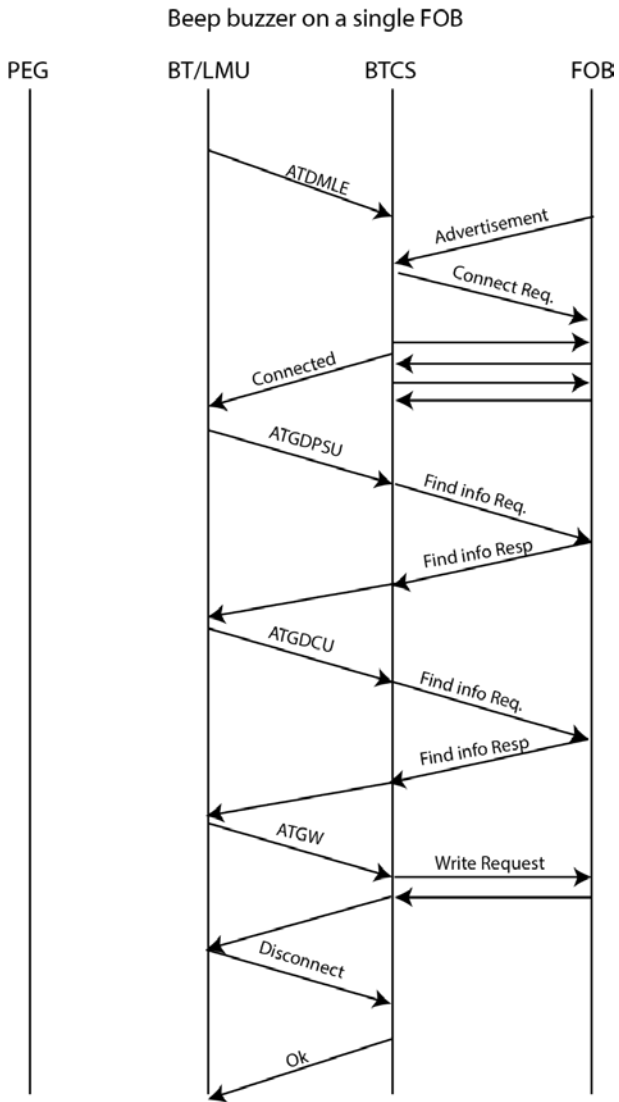 Beep buzzer on a single FOB
PEG BT/LMU BTCS FOB
ATDMLE
Advertisement
Connect Req.
Connected
ATGDPSU
Find info Req.
Find info Resp
ATGDCU
Find info Req.
Find info Resp
ATGW
Write Request
Disconnect
Ok